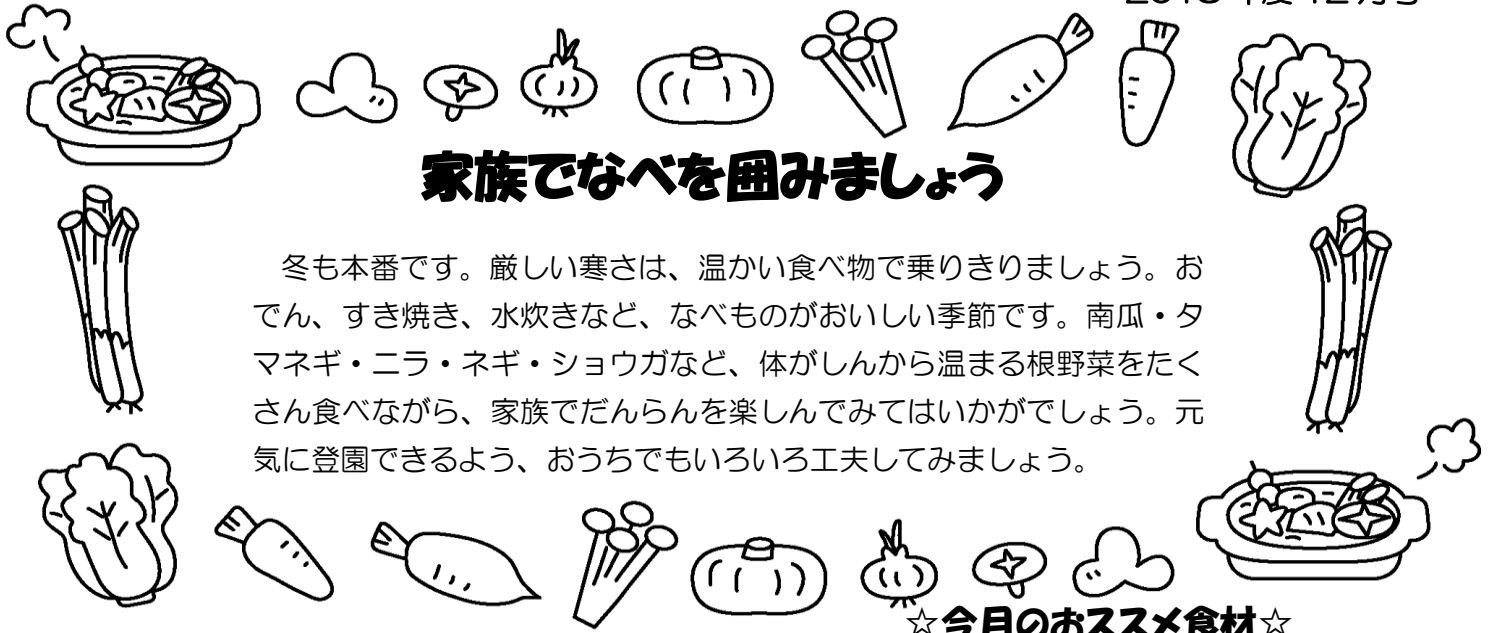 家族でなべを囲みましょう
冬も本番です。厳しい寒さは、温かい食べ物で乗りきりましょう。お
でん、すき焼き、水炊きなど、なべものがおいしい季節です。南瓜・タ
マネギ・ニラ・ネギ・ショウガなど、体がしんから温まる根野菜をたく
さん食べながら、家族でだんらんを楽しんでみてはいかがでしょう。元
気に登園できるよう、おうちでもいろいろ工夫してみましょう。
☆今月のおススメ食材☆